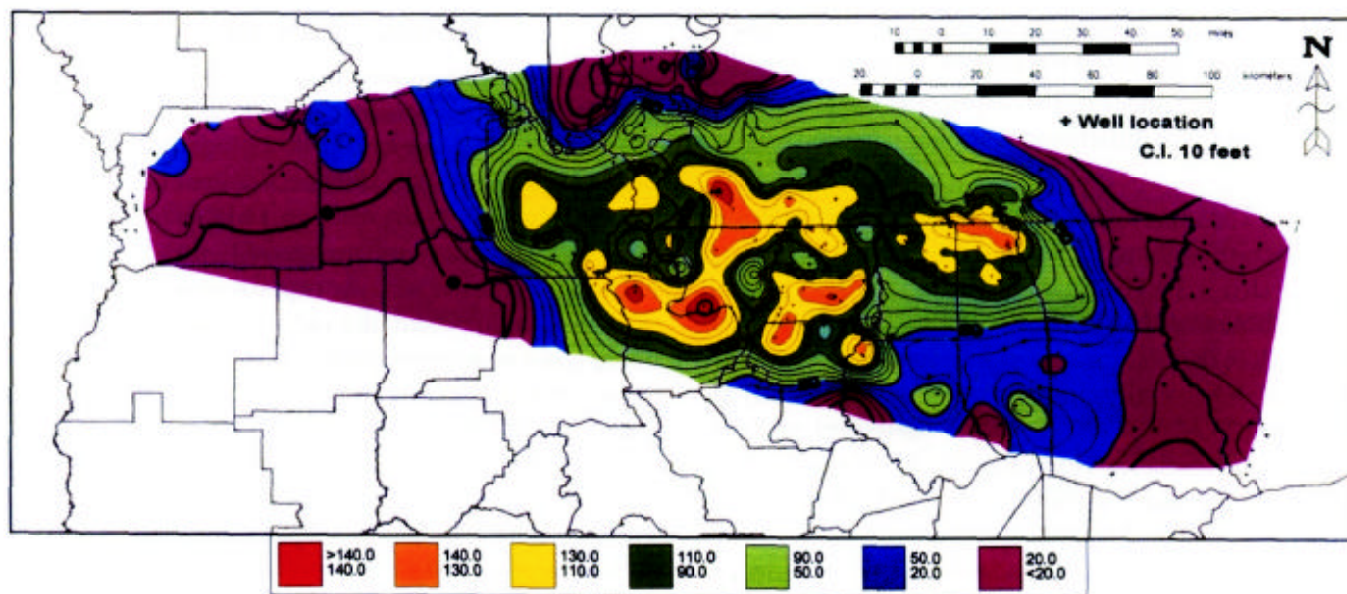 10 0. 10 20 30 40. 50 miles
N
20. 0 20 40 60 80 100 kilometers
+ Well location
C.I. 10 feet
>140.0 140.0 130.0 110.0 90.0 50.0 20.0
140.0 130.0 110.0 90.0 50.0 20.0 <20.0